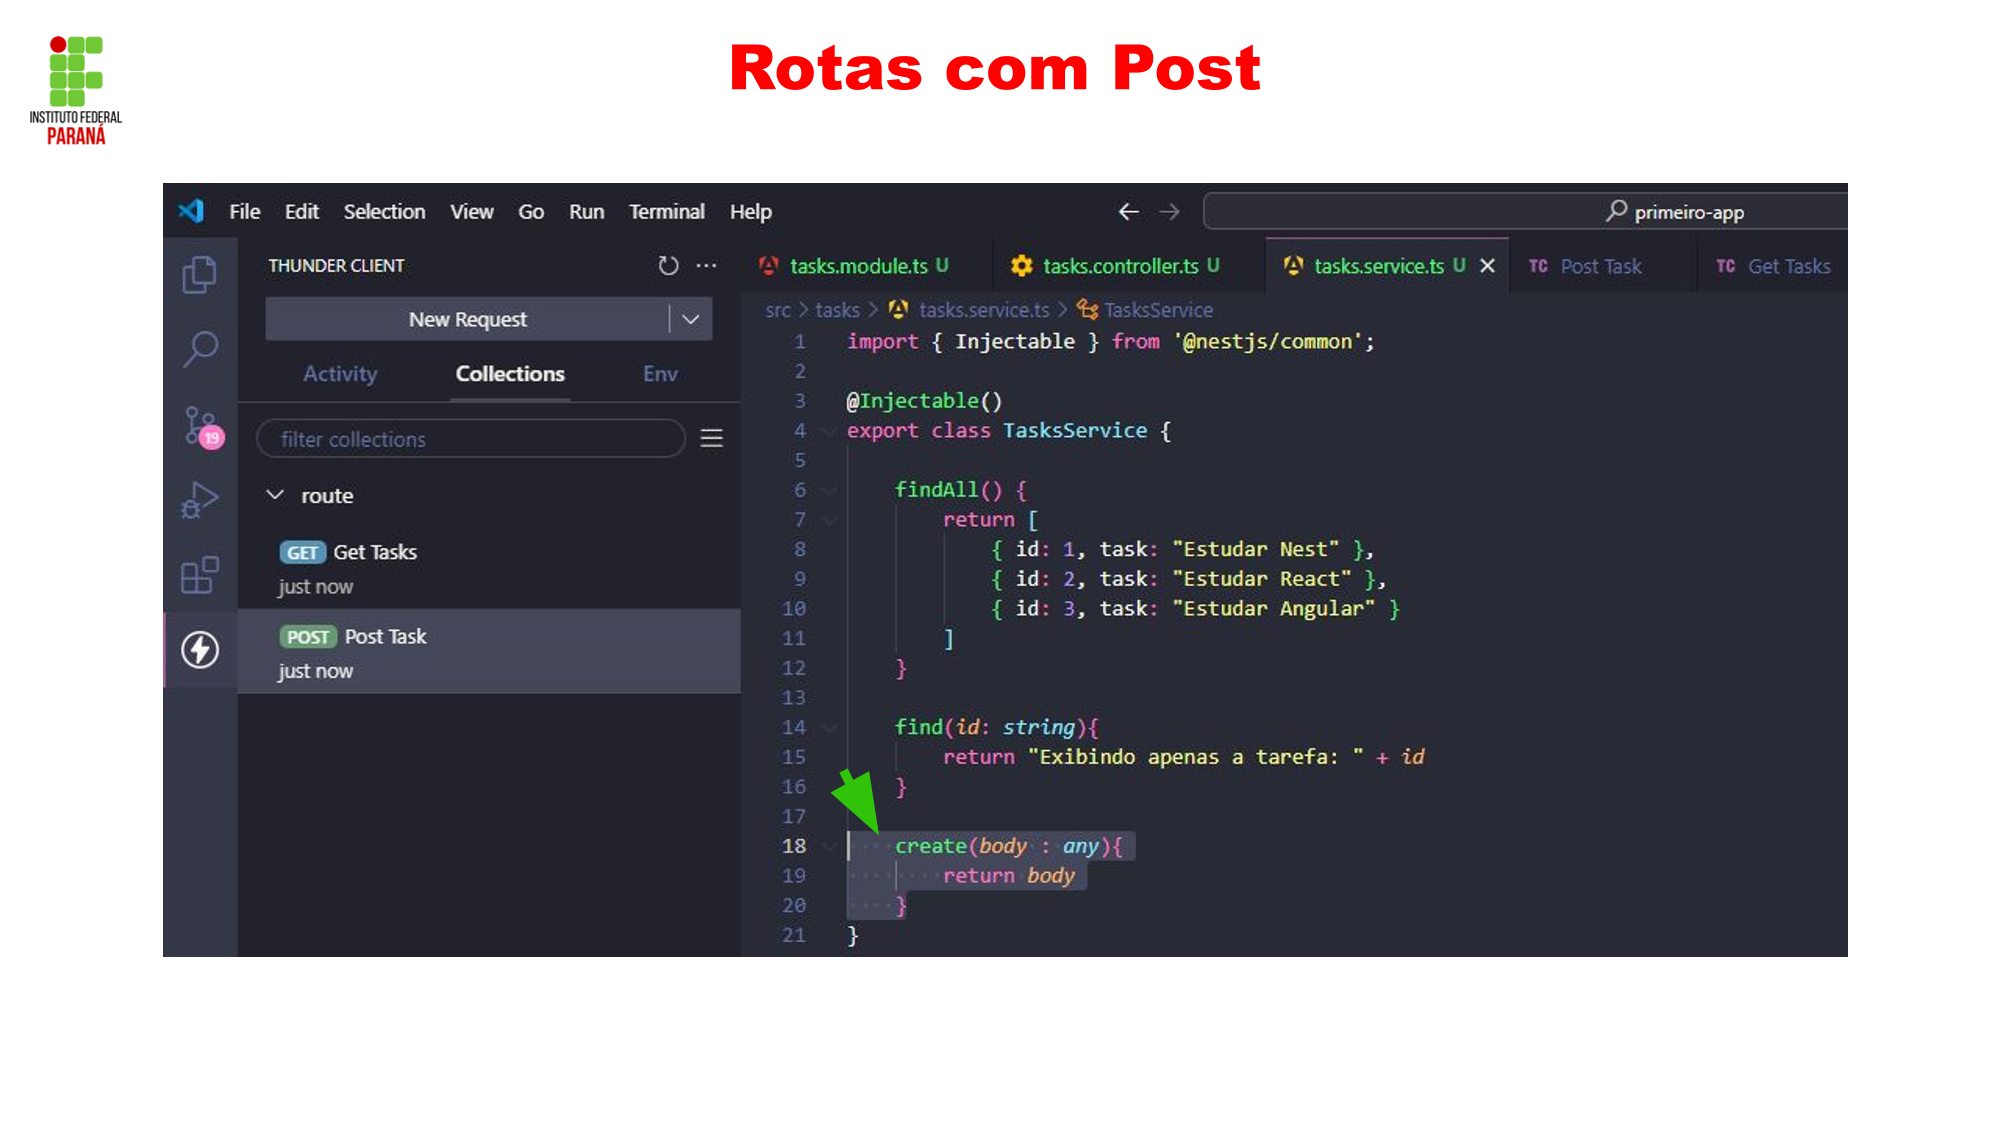 INSTITUTO FEDERAL
PARANÁ
Rotas com Post
File Edit Selection View Go Run Terminal Help
primeiro-app
THUNDER CLIENT
New Request
Activity Collections Env
filter collections
route
GET Get Tasks
just now
POST Post Task
just now
19
tasks.module.ts U
tasks.controller.ts U
tasks.service.ts U
TC Post Task
TC Get Tasks
src > tasks > tasks.service.ts > TasksService
1 import { Injectable } from '@nestjs/common';
2
3 @Injectable()
4 export class TasksService {
5
6 findAll() {
7 return [
8 { id: 1, task: "Estudar Nest" },
9 { id: 2, task: "Estudar React" },
10 { id: 3, task: "Estudar Angular" }
11 ]
12 }
13
14 find(id: string){
15 return "Exibindo apenas a tarefa: " + id
16 }
17
18 create(body : any){
19 return body
20 }
21 }